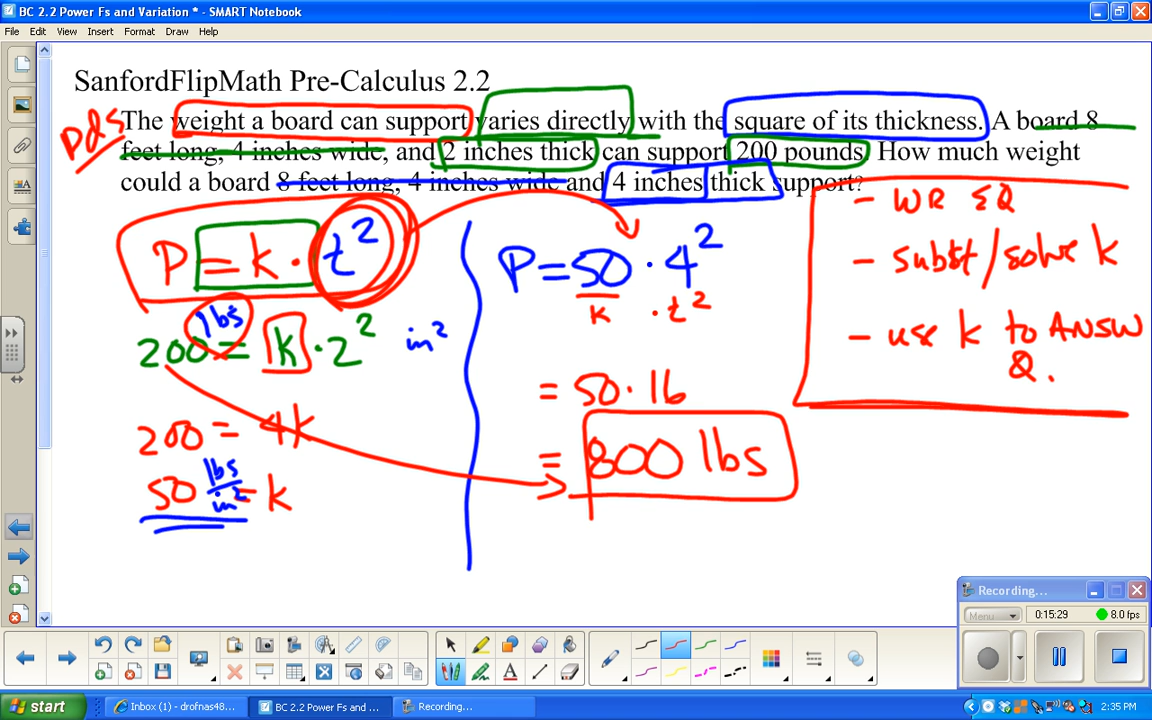 BC 2.2 Power Fs and Variation * - SMART Notebook
File Edit View Insert Format Draw Help
SanfordFlipMath Pre-Calculus 2.2
pds
The weight a board can support varies directly with the square of its thickness. A board 8
feet long, 4 inches wide, and 2 inches thick can support 200 pounds. How much weight
could a board 8 feet long, 4 inches wide and 4 inches thick support?
P = k · t²
lbs
200 = k · 2² in²
200 = 4k
50 lbs/in² = k
P = 50 · 4²
k · t²
= 50 · 16
= 800 lbs
- WR EQ
- subst/solve k
- use k to ANSW
Q.
Recording...
Menu 0:15:29 8.0 fps
start
Inbox (1) - drofnas48...
BC 2.2 Power Fs and ...
Recording...
2:35 PM